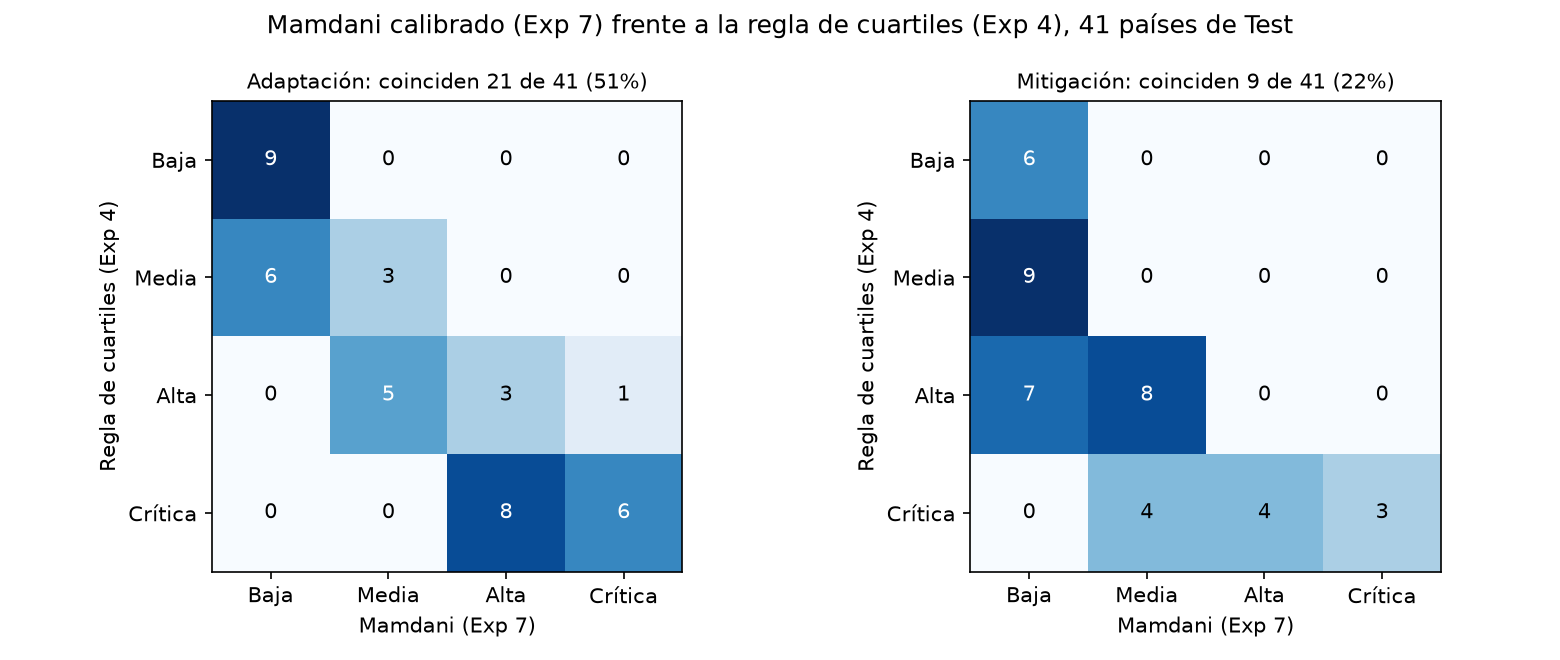 Mamdani calibrado (Exp 7) frente a la regla de cuartiles (Exp 4), 41 países de Test
Adaptación: coinciden 21 de 41 (51%)
Regla de cuartiles (Exp 4)
Baja 9 0 0 0
Media 6 3 0 0
Alta 0 5 3 1
Crítica 0 0 8 6
Baja Media Alta Crítica
Mamdani (Exp 7)
Mitigación: coinciden 9 de 41 (22%)
Regla de cuartiles (Exp 4)
Baja 6 0 0 0
Media 9 0 0 0
Alta 7 8 0 0
Crítica 0 4 4 3
Baja Media Alta Crítica
Mamdani (Exp 7)